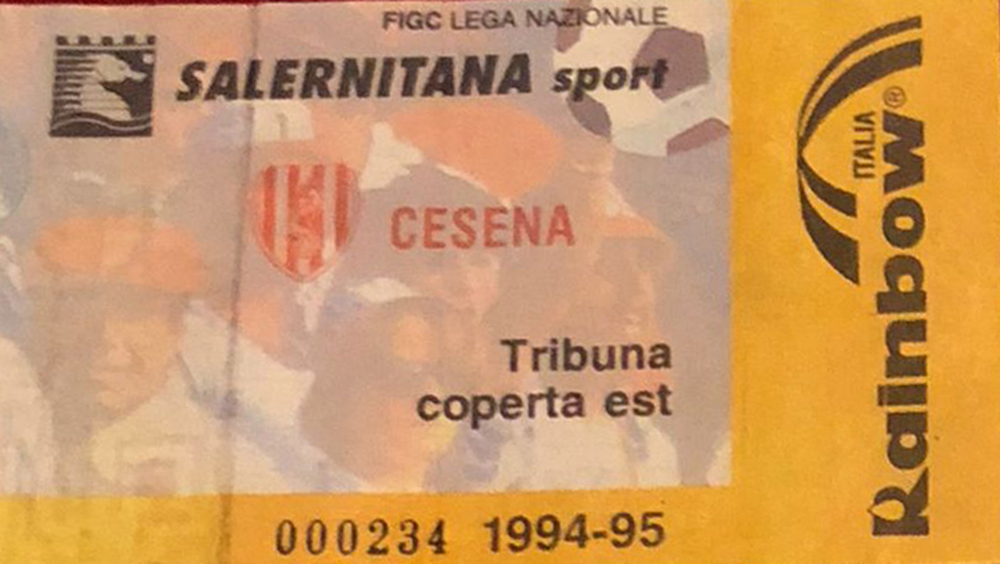 FIGC LEGA NAZIONALE
SALERNITANA sport
CESENA
Tribuna
coperta est
000234 1994-95
Rainbow®
ITALIA